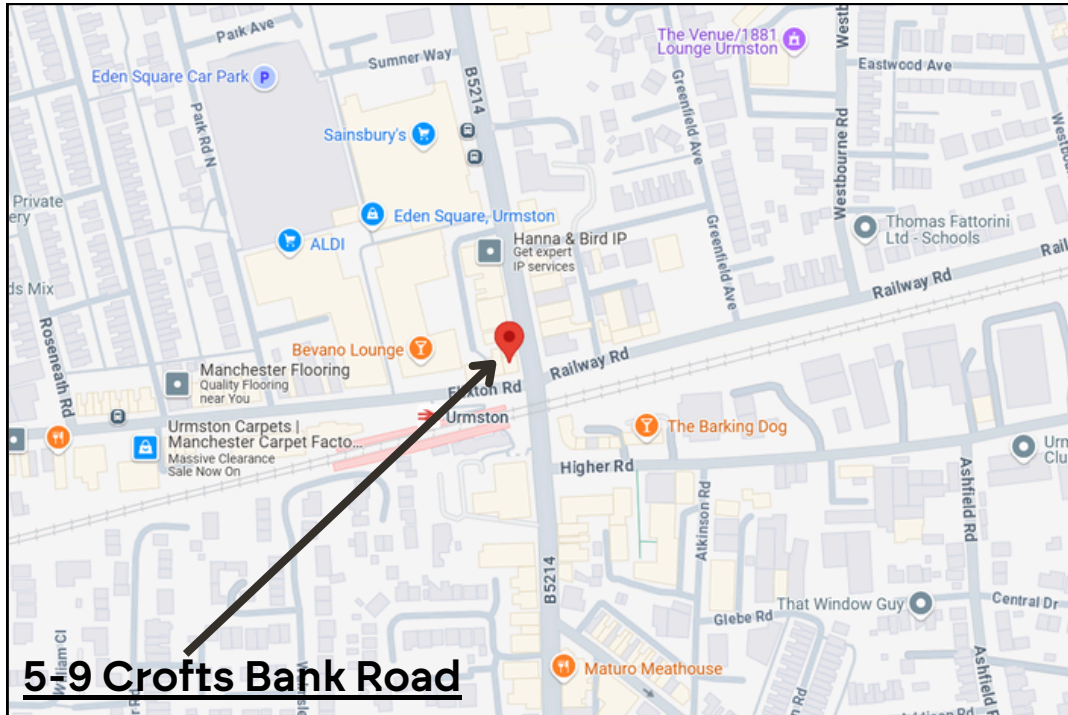 Park Ave
Sumner Way
B5214
Eden Square Car Park
P
Park Rd N
Sainsbury's
The Venue/1881
Lounge Urmston
Eastwood Ave
Greenfield Ave
Westbourne Rd
Private
Eden Square, Urmston
ALDI
Hanna & Bird IP
Get expert
IP services
Greenfield Ave
Westbourne Rd
Thomas Fattorini
Ltd - Schools
ds Mix
Railway Rd
Roseneath Rd
Bevano Lounge
Manchester Flooring
Quality Flooring
near You
Railway Rd
Urmston
Urmston Carpets |
Manchester Carpet Facto...
Massive Clearance
Sale Now On
The Barking Dog
Higher Rd
Atkinson Rd
Ashfield Rd
B5214
Glebe Rd
That Window Guy
Central Dr
Maturo Meathouse
5-9 Crofts Bank Road